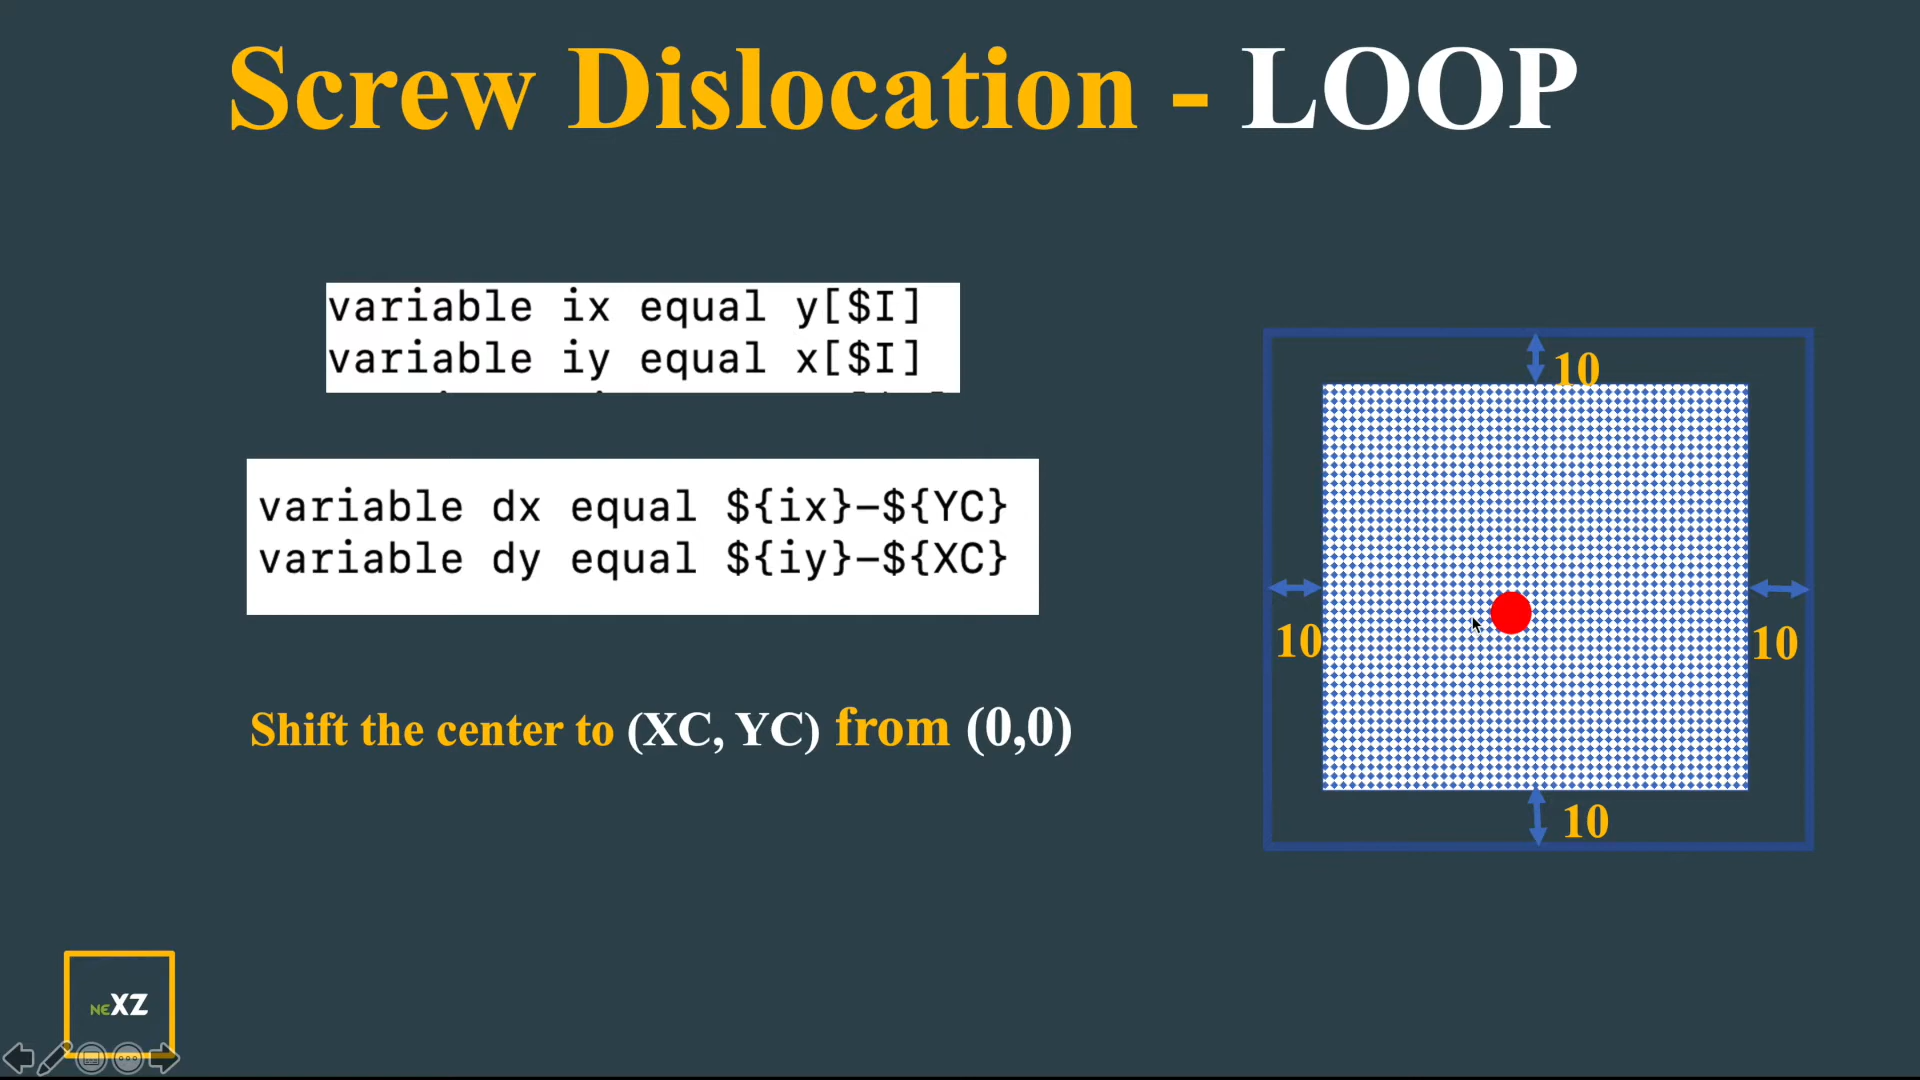 Screw Dislocation - LOOP
variable ix equal y[$I]
variable iy equal x[$I]
variable dx equal ${ix}-${YC}
variable dy equal ${iy}-${XC}
Shift the center to (XC, YC) from (0,0)
10
10
10
10
NEXZ